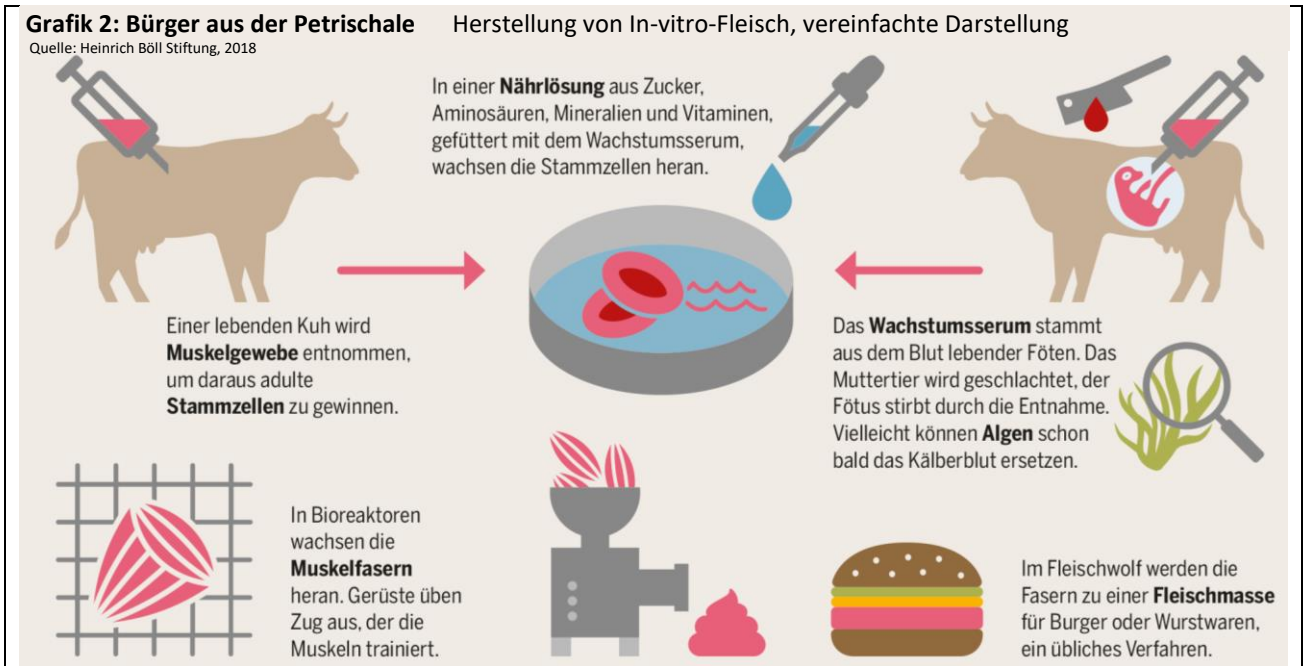 Grafik 2: Bürger aus der Petrischale Herstellung von In-vitro-Fleisch, vereinfachte Darstellung
Quelle: Heinrich Böll Stiftung, 2018
In einer Nährlösung aus Zucker,
Aminosäuren, Mineralien und Vitaminen,
gefüttert mit dem Wachstumsserum,
wachsen die Stammzellen heran.
Einer lebenden Kuh wird
Muskelgewebe entnommen,
um daraus adulte
Stammzellen zu gewinnen.
Das Wachstumsserum stammt
aus dem Blut lebender Föten. Das
Muttertier wird geschlachtet, der
Fötus stirbt durch die Entnahme.
Vielleicht können Algen schon
bald das Kälberblut ersetzen.
In Bioreaktoren
wachsen die
Muskelfasern
heran. Gerüste üben
Zug aus, der die
Muskeln trainiert.
Im Fleischwolf werden die
Fasern zu einer Fleischmasse
für Burger oder Wurstwaren,
ein übliches Verfahren.